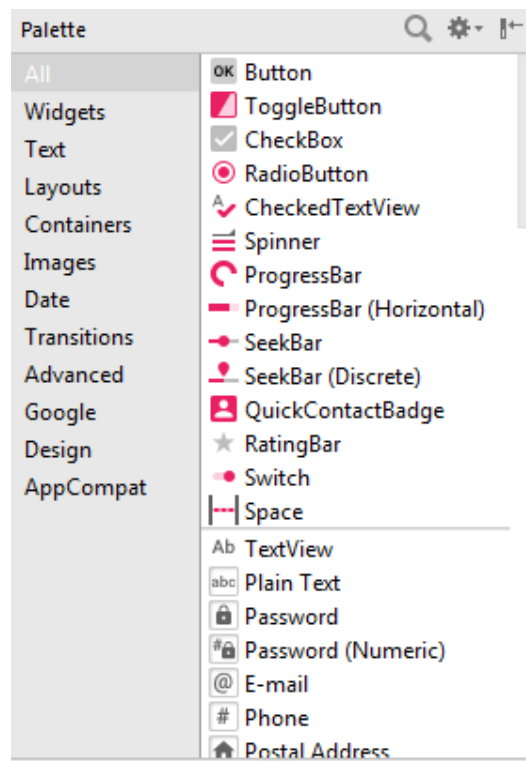 Palette
All
Widgets
Text
Layouts
Containers
Images
Date
Transitions
Advanced
Google
Design
AppCompat
OK Button
ToggleButton
CheckBox
RadioButton
A CheckedTextView
Spinner
ProgressBar
ProgressBar (Horizontal)
SeekBar
SeekBar (Discrete)
QuickContactBadge
RatingBar
Switch
Space
Ab TextView
abc Plain Text
Password
# Password (Numeric)
@ E-mail
# Phone
Postal Address